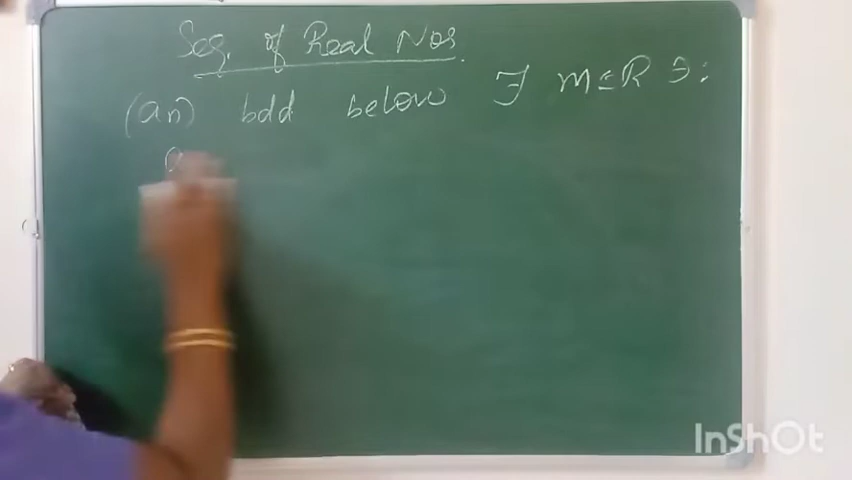 Seq. of Real Nos.
(an) bdd below ∃ m ∈ R ∋:
a
InShOt